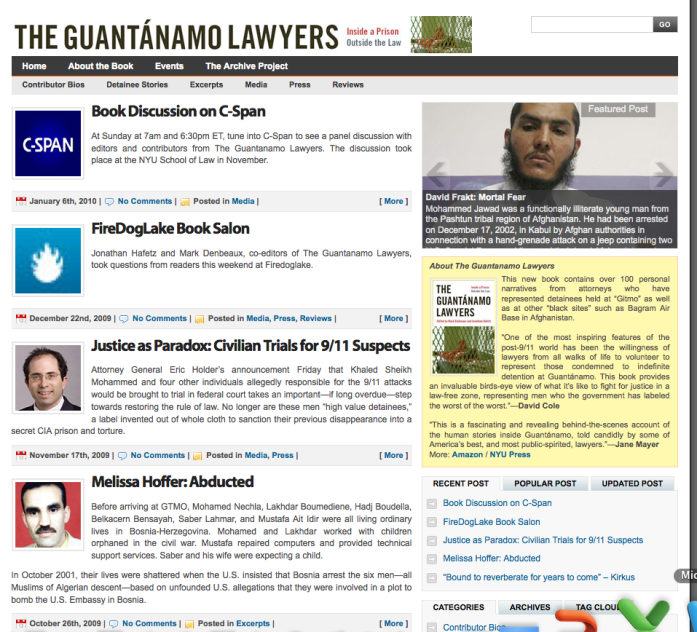 THE GUANTÁNAMO LAWYERS
Inside a Prison
Outside the Law
GO
Home About the Book Events The Archive Project
Contributor Bios Detainee Stories Excerpts Media Press Reviews
C-SPAN
Book Discussion on C-Span
At Sunday at 7am and 6:30pm ET, tune into C-Span to see a panel discussion with
editors and contributors from The Guantanamo Lawyers. The discussion took
place at the NYU School of Law in November.
January 6th, 2010 | No Comments | Posted in Media | [ More ]
FireDogLake Book Salon
Jonathan Hafetz and Mark Denbeaux, co-editors of The Guantanamo Lawyers,
took questions from readers this weekend at Firedoglake.
December 22nd, 2009 | No Comments | Posted in Media, Press, Reviews | [ More ]
Justice as Paradox: Civilian Trials for 9/11 Suspects
Attorney General Eric Holder's announcement Friday that Khaled Sheikh
Mohammed and four other individuals allegedly responsible for the 9/11 attacks
would be brought to trial in federal court takes an important—if long overdue—step
towards restoring the rule of law. No longer are these men “high value detainees,”
a label invented out of whole cloth to sanction their previous disappearance into a
secret CIA prison and torture.
November 17th, 2009 | No Comments | Posted in Media, Press | [ More ]
Melissa Hoffer: Abducted
Before arriving at GTMO, Mohamed Nechla, Lakhdar Boumediene, Hadj Boudella,
Belkacem Bensayah, Saber Lahmar, and Mustafa Ait Idir were all living ordinary
lives in Bosnia-Herzegovina. Mohamed and Lakhdar worked with children
orphaned in the civil war. Mustafa repaired computers and provided technical
support services. Saber and his wife were expecting a child.
In October 2001, their lives were shattered when the U.S. insisted that Bosnia arrest the six men—all
Muslims of Algerian descent—based on unfounded U.S. allegations that they were involved in a plot to
bomb the U.S. Embassy in Bosnia.
October 26th, 2009 | No Comments | Posted in Excerpts | [ More ]
Featured Post
David Frakt: Mortal Fear
Mohammed Jawad was a functionally illiterate young man from
the Pashtun tribal region of Afghanistan. He had been arrested
on December 17, 2002, in Kabul by Afghan authorities in
connection with a hand-grenade attack on a jeep containing two
About The Guantanamo Lawyers
THE
GUANTÁNAMO
LAWYERS
This new book contains over 100 personal
narratives from attorneys who have
represented detainees held at “Gitmo” as well
as at other “black sites” such as Bagram Air
Base in Afghanistan.
“One of the most inspiring features of the
post-9/11 world has been the willingness of
lawyers from all walks of life to volunteer to
represent those condemned to indefinite
detention at Guantánamo. This book provides
an invaluable birds-eye view of what it's like to fight for justice in a
law-free zone, representing men who the government has labeled
the worst of the worst.”—David Cole
“This is a fascinating and revealing behind-the-scenes account of
the human stories inside Guantánamo, told candidly by some of
America's best, and most public-spirited, lawyers.”—Jane Mayer
More: Amazon / NYU Press
RECENT POST POPULAR POST UPDATED POST
Book Discussion on C-Span
FireDogLake Book Salon
Justice as Paradox: Civilian Trials for 9/11 Suspects
Melissa Hoffer: Abducted
“Bound to reverberate for years to come” – Kirkus
Mic
CATEGORIES ARCHIVES TAG CLOU
Contributor Bio